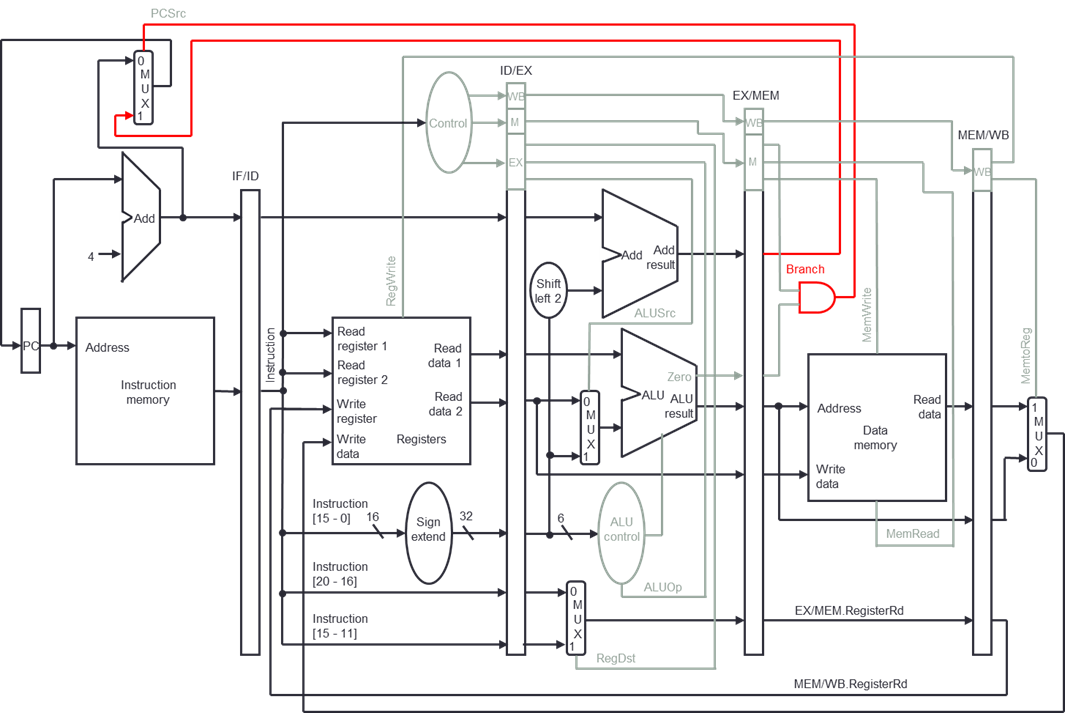 PCSrc
0
M
U
X
1
ID/EX
WB
M
EX
Control
EX/MEM
WB
M
MEM/WB
WB
IF/ID
Add
4
Add
Add
result
Shift
left 2
Branch
RegWrite
ALUSrc
MemWrite
PC
Address
Instruction
memory
Instruction
Read
register 1
Read
register 2
Write
register
Write
data
Read
data 1
Read
data 2
Registers
0
M
U
X
1
Zero
ALU
ALU
result
Address
Read
data
Data
memory
Write
data
MemtoReg
1
M
U
X
0
Instruction
[15 - 0]
16
Sign
extend
32
6
ALU
control
MemRead
Instruction
[20 - 16]
ALUOp
0
M
U
X
1
EX/MEM.RegisterRd
Instruction
[15 - 11]
RegDst
MEM/WB.RegisterRd